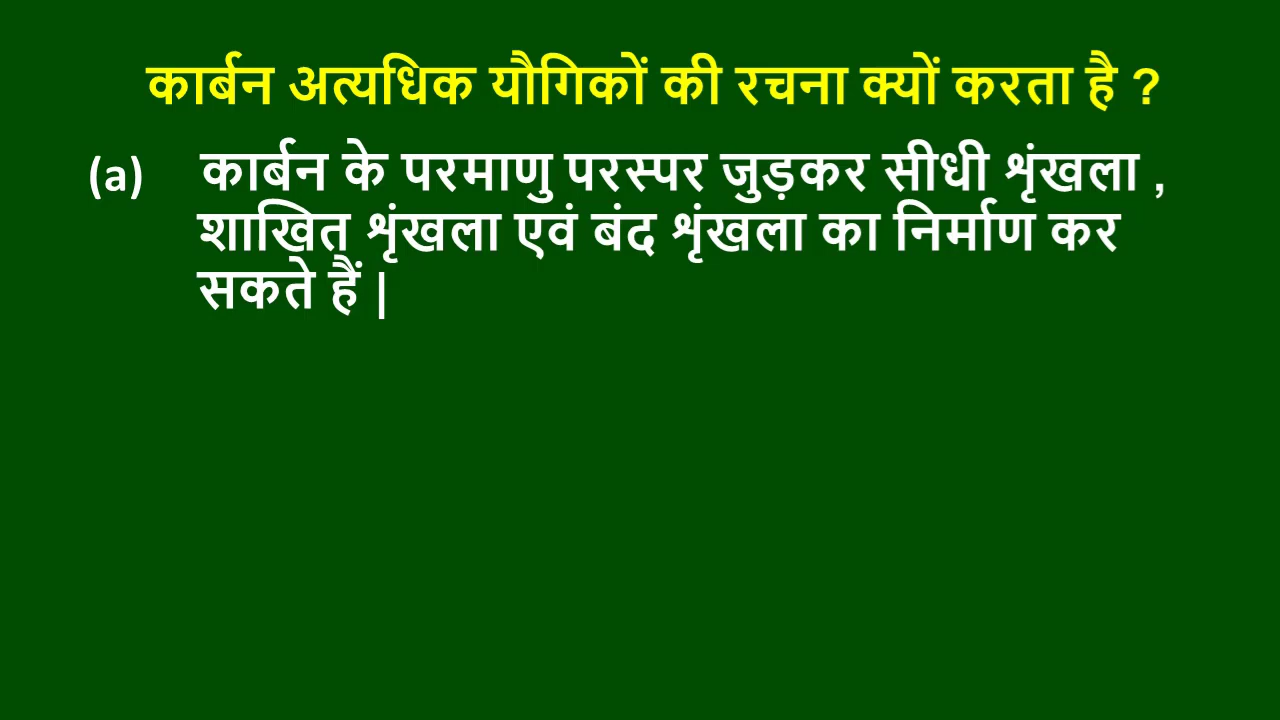 कार्बन अत्यधिक यौगिकों की रचना क्यों करता है ?
(a) कार्बन के परमाणु परस्पर जुड़कर सीधी शृंखला ,
शाखित शृंखला एवं बंद शृंखला का निर्माण कर
सकते हैं |